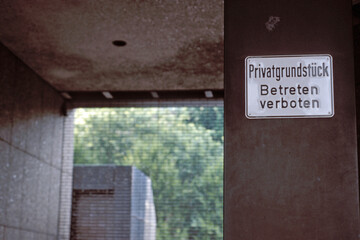 Privatgrundstück
Betreten
verboten